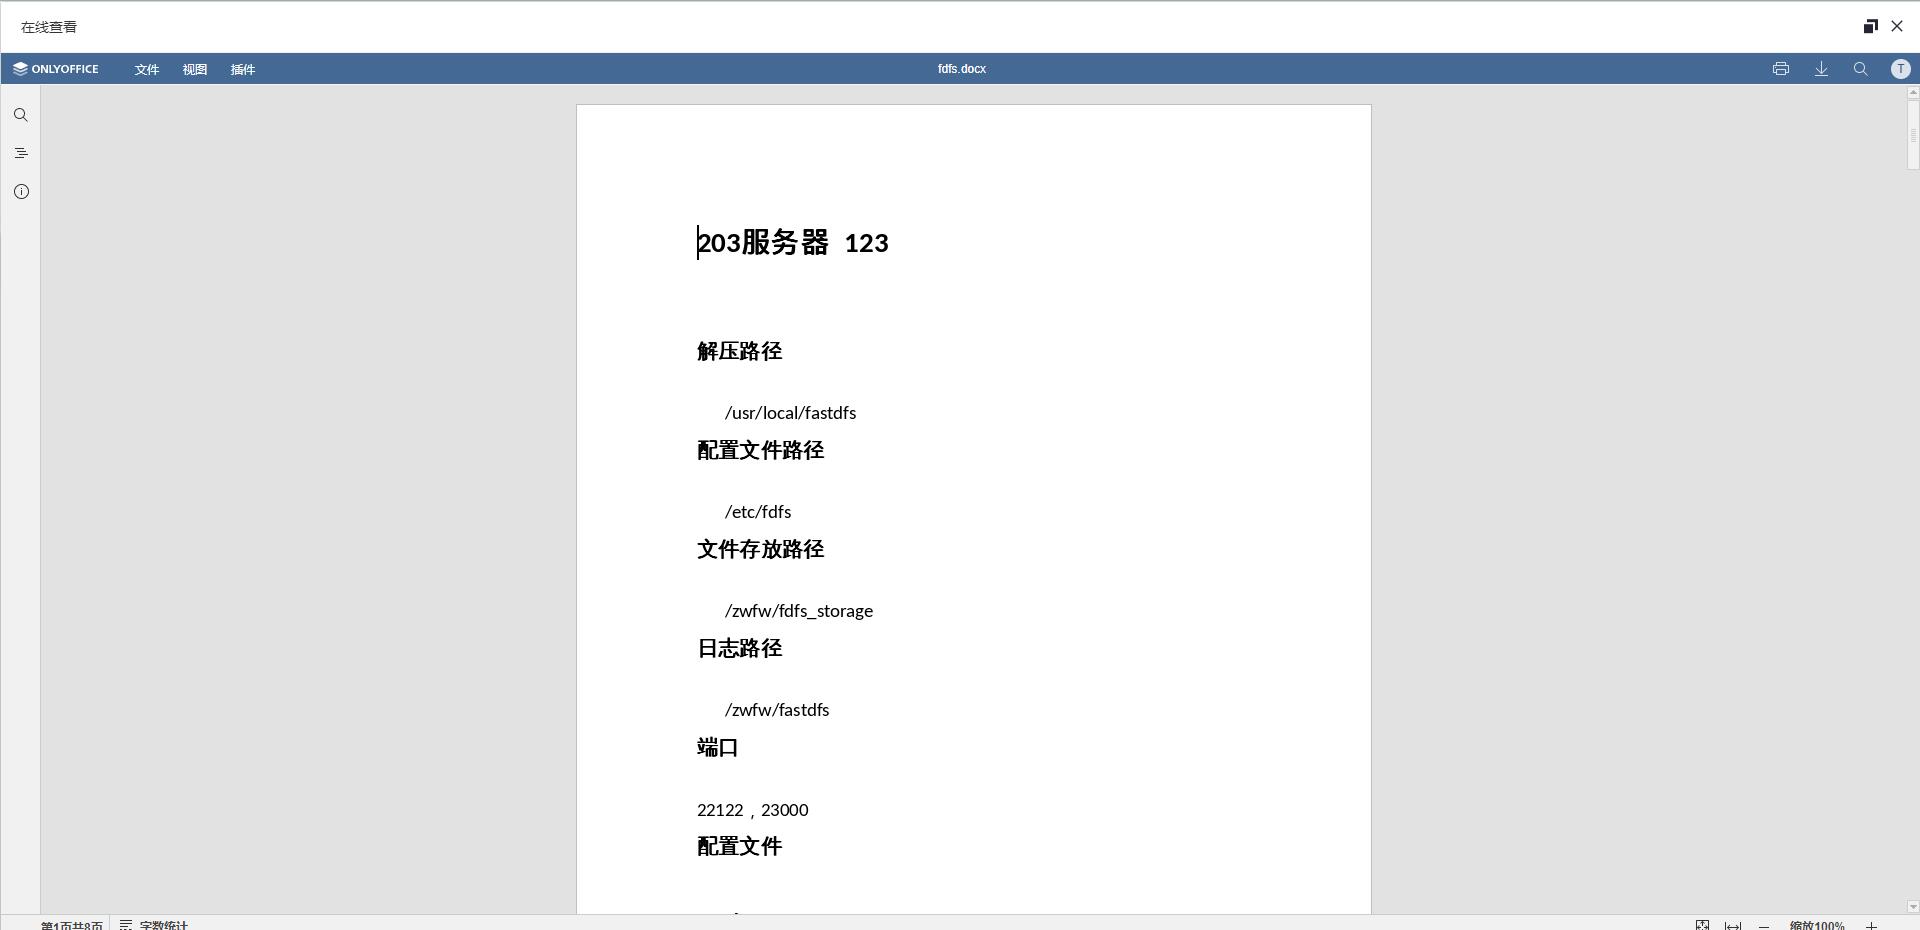 在线查看
ONLYOFFICE 文件 视图 插件 fdfs.docx T
203服务器 123
解压路径
/usr/local/fastdfs
配置文件路径
/etc/fdfs
文件存放路径
/zwfw/fdfs_storage
日志路径
/zwfw/fastdfs
端口
22122，23000
配置文件
第1页共8页 字数统计 缩放100%